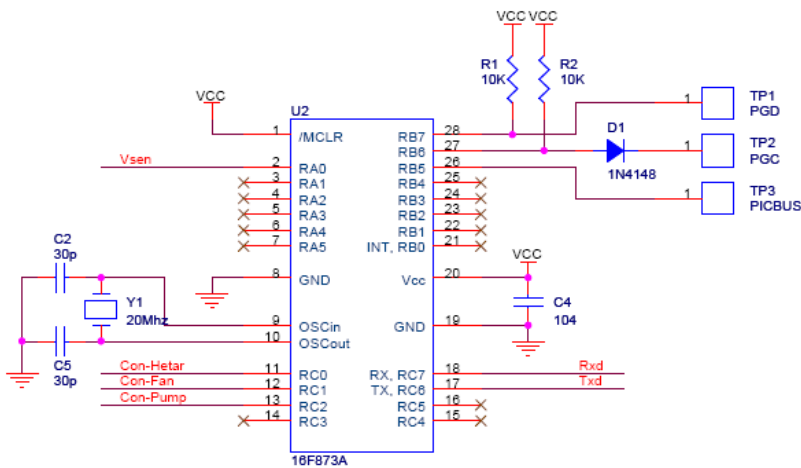 VCC VCC
R1 R2
10K 10K
VCC
U2
1 /MCLR RB7 28
RB6 27
Vsen 2 RA0 RB5 26
3 RA1 RB4 25
4 RA2 RB3 24
5 RA3 RB2 23
6 RA4 RB1 22
7 RA5 INT, RB0 21
1 TP1
PGD
D1
1N4148
1 TP2
PGC
1 TP3
PICBUS
C2
30p
8 GND Vcc 20
VCC
Y1
20Mhz
C4
104
9 OSCin GND 19
10 OSCout
C5
30p
Con-Hetar 11 RC0 RX, RC7 18 Rxd
Con-Fan 12 RC1 TX, RC6 17 Txd
Con-Pump 13 RC2 RC5 16
14 RC3 RC4 15
16F873A